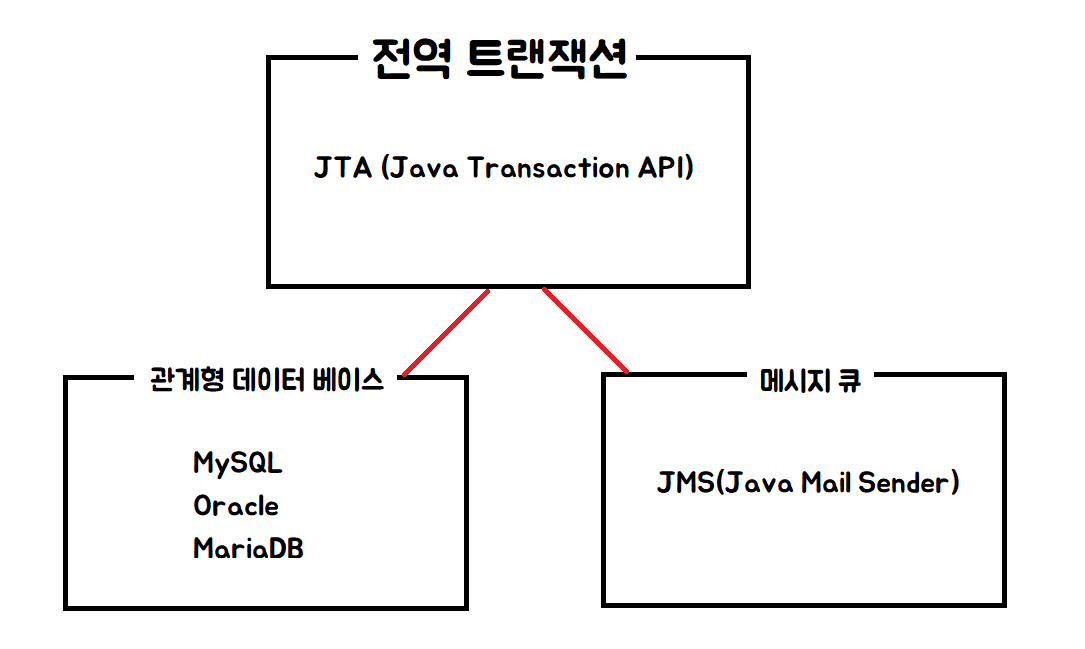 전역 트랜잭션
JTA (Java Transaction API)
관계형 데이터 베이스
MySQL
Oracle
MariaDB
메시지 큐
JMS(Java Mail Sender)